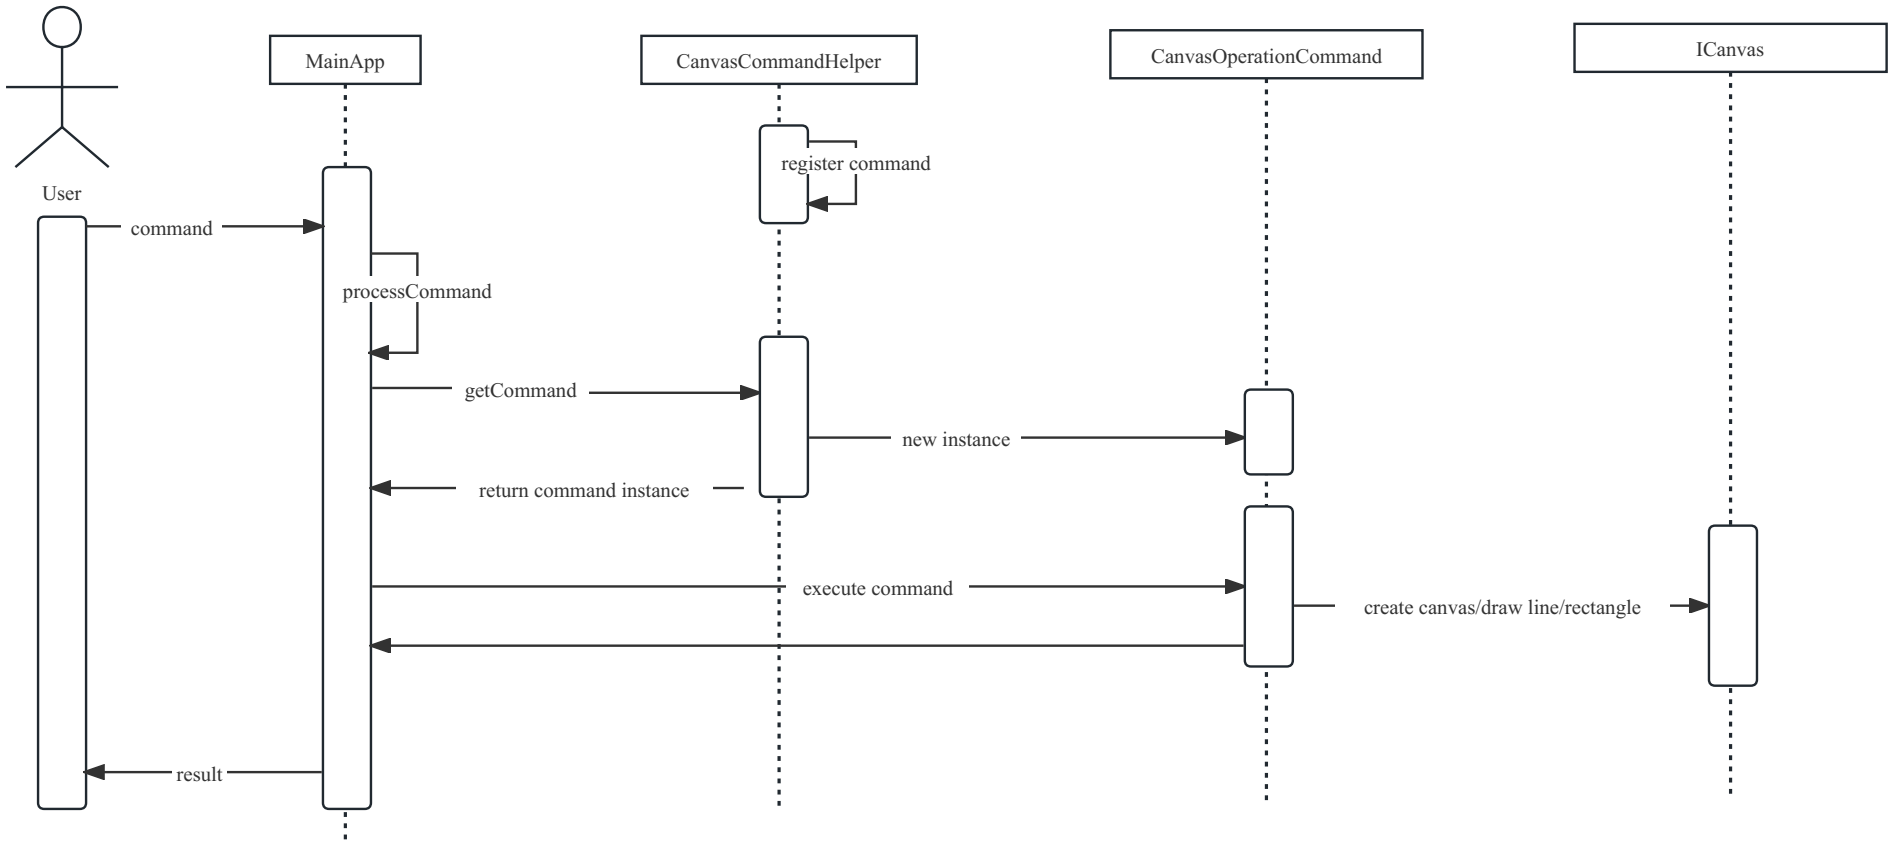 MainApp
CanvasCommandHelper
CanvasOperationCommand
ICanvas
register command
User
command
processCommand
getCommand
new instance
return command instance
execute command
create canvas/draw line/rectangle
result